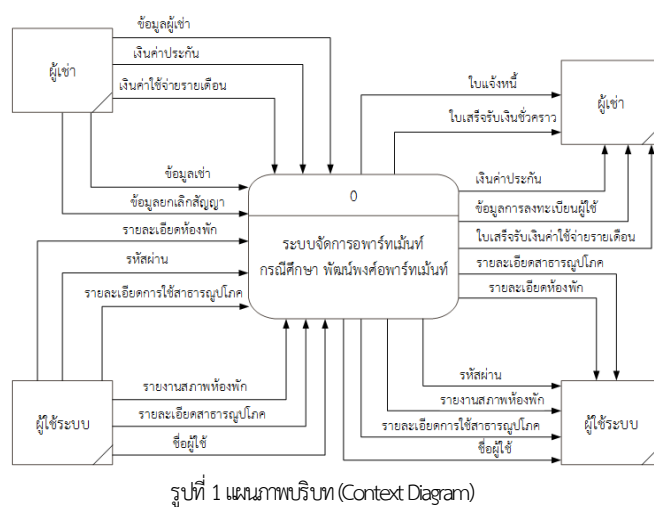 ข้อมูลผู้เช่า
เงินค่าประกัน
เงินค่าใช้จ่ายรายเดือน
ผู้เช่า
ใบแจ้งหนี้
ใบเสร็จรับเงินชั่วคราว
ผู้เช่า
ข้อมูลเช่า
ข้อมูลยกเลิกสัญญา
รายละเอียดห้องพัก
รหัสผ่าน
รายละเอียดการใช้สาธารณูปโภค
0
ระบบจัดการอพาร์ทเม้นท์
กรณีศึกษา พัฒน์พงศ์อพาร์ทเม้นท์
เงินค่าประกัน
ข้อมูลการลงทะเบียนผู้ใช้
ใบเสร็จรับเงินค่าใช้จ่ายรายเดือน
รายละเอียดสาธารณูปโภค
รายละเอียดห้องพัก
ผู้ใช้ระบบ
รายงานสภาพห้องพัก
รายละเอียดสาธารณูปโภค
ชื่อผู้ใช้
รหัสผ่าน
รายงานสภาพห้องพัก
รายละเอียดการใช้สาธารณูปโภค
ชื่อผู้ใช้
ผู้ใช้ระบบ
รูปที่ 1 แผนภาพบริบท (Context Diagram)